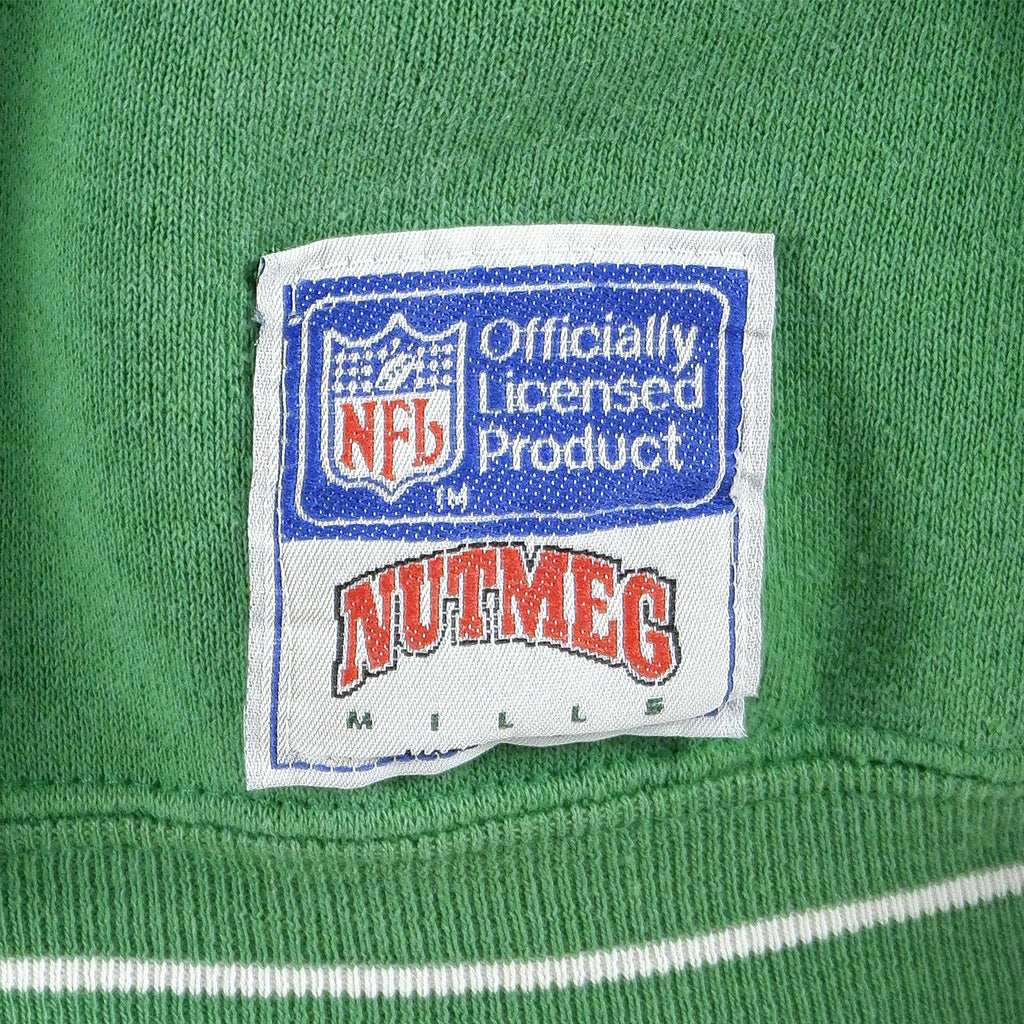 NFL
TM
Officially
Licensed
Product
NUTMEG
MILLS